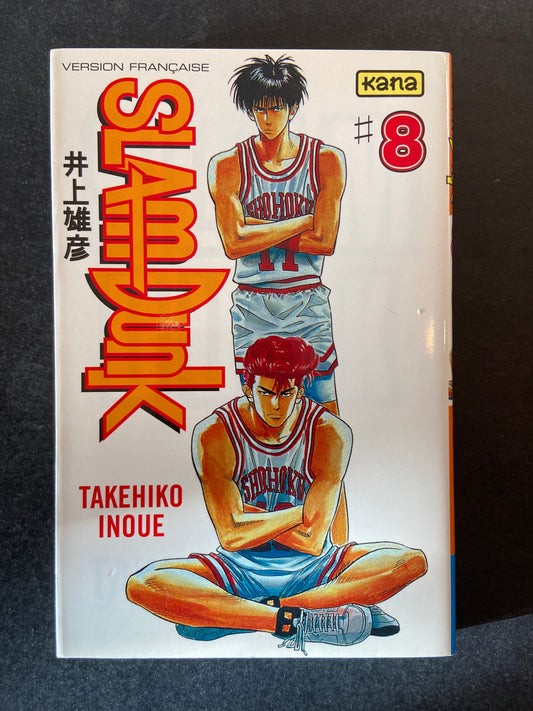 VERSION FRANÇAISE
kana
#8
SLAM DUNK
井上雄彦
SHOHOKU
11
SHOHOKU
TAKEHIKO
INOUE